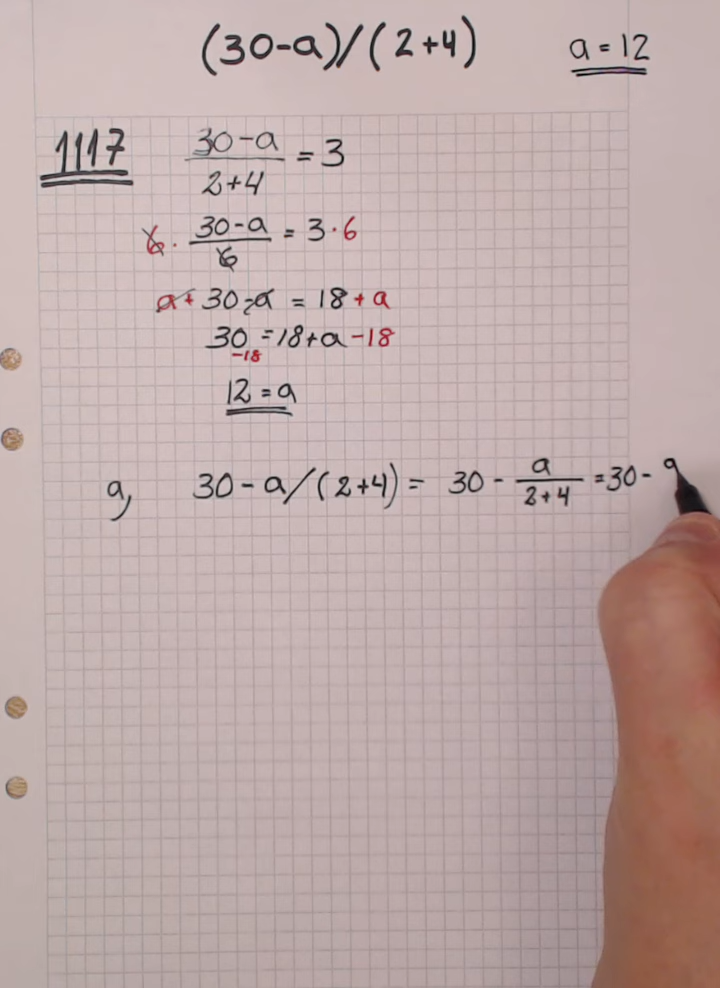 (30-a)/(2+4) a = 12
1117 30-a/2+4 = 3
6 · 30-a/6 = 3 · 6
a + 30 - a = 18 + a
30 -18 = 18 + a - 18
12 = a
a, 30 - a/(2+4) = 30 - a/2+4 = 30 - a